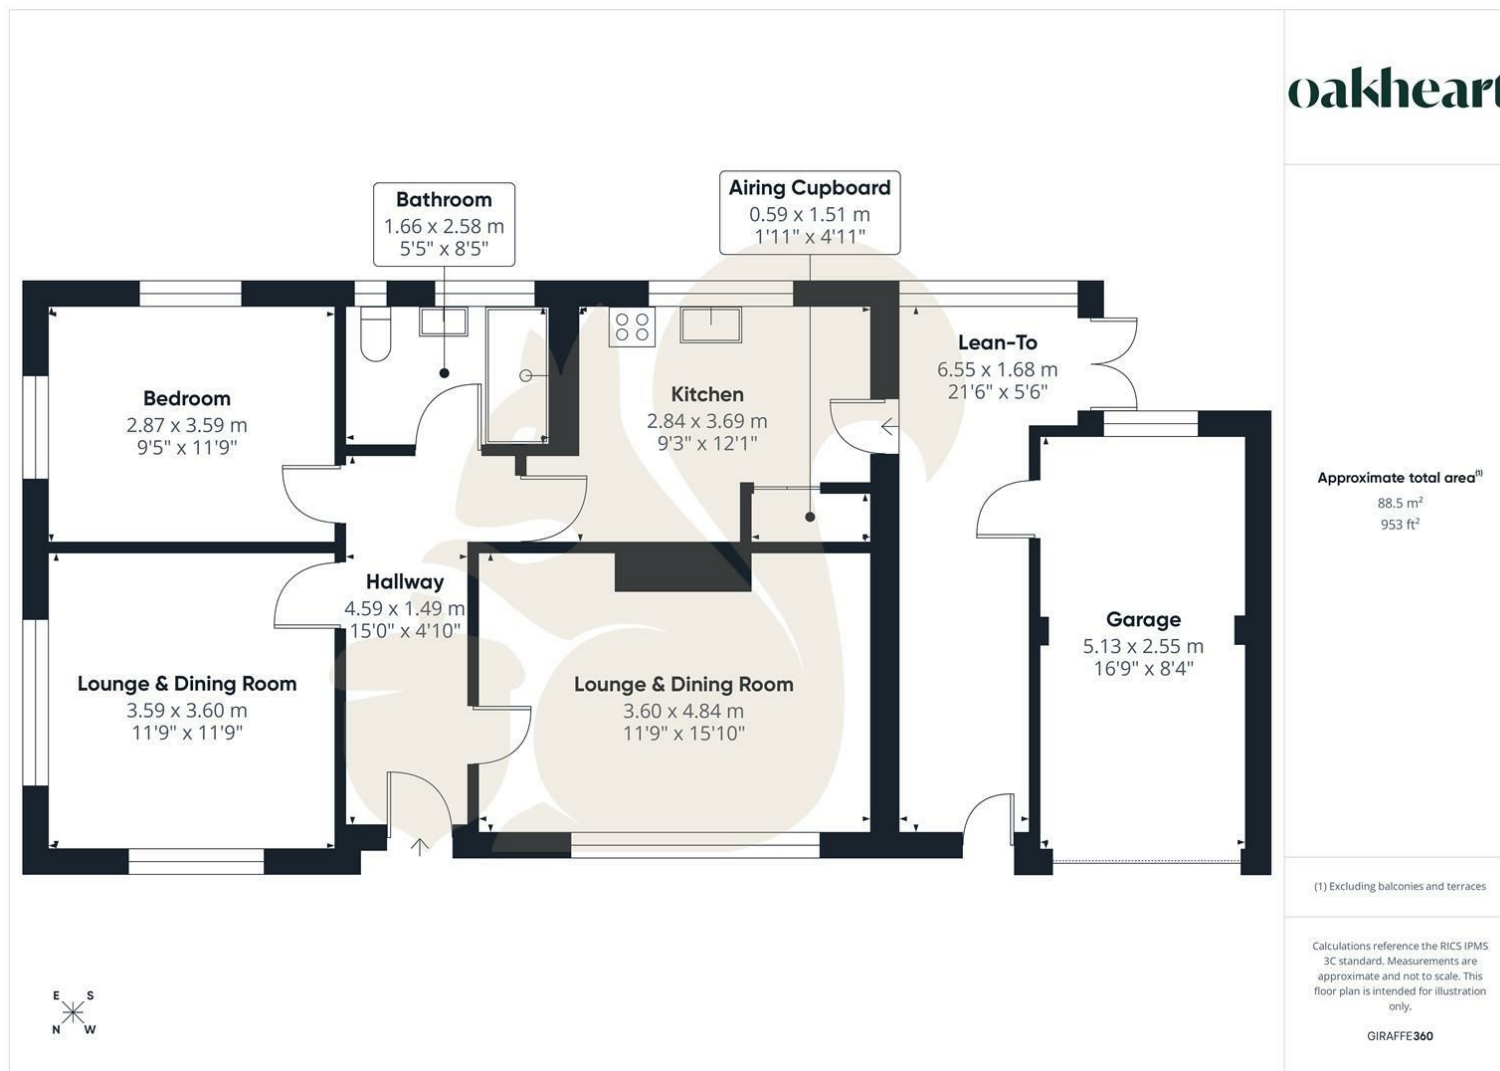 oakheart
Bathroom
1.66 x 2.58 m
5'5" x 8'5"
Airing Cupboard
0.59 x 1.51 m
1'11" x 4'11"
Lean-To
6.55 x 1.68 m
21'6" x 5'6"
Bedroom
2.87 x 3.59 m
9'5" x 11'9"
Kitchen
2.84 x 3.69 m
9'3" x 12'1"
Hallway
4.59 x 1.49 m
15'0" x 4'10"
Garage
5.13 x 2.55 m
16'9" x 8'4"
Lounge & Dining Room
3.59 x 3.60 m
11'9" x 11'9"
Lounge & Dining Room
3.60 x 4.84 m
11'9" x 15'10"
E S
N W
Approximate total area(1)
88.5 m²
953 ft²
(1) Excluding balconies and terraces
Calculations reference the RICS IPMS
3C standard. Measurements are
approximate and not to scale. This
floor plan is intended for illustration
only.
GIRAFFE360